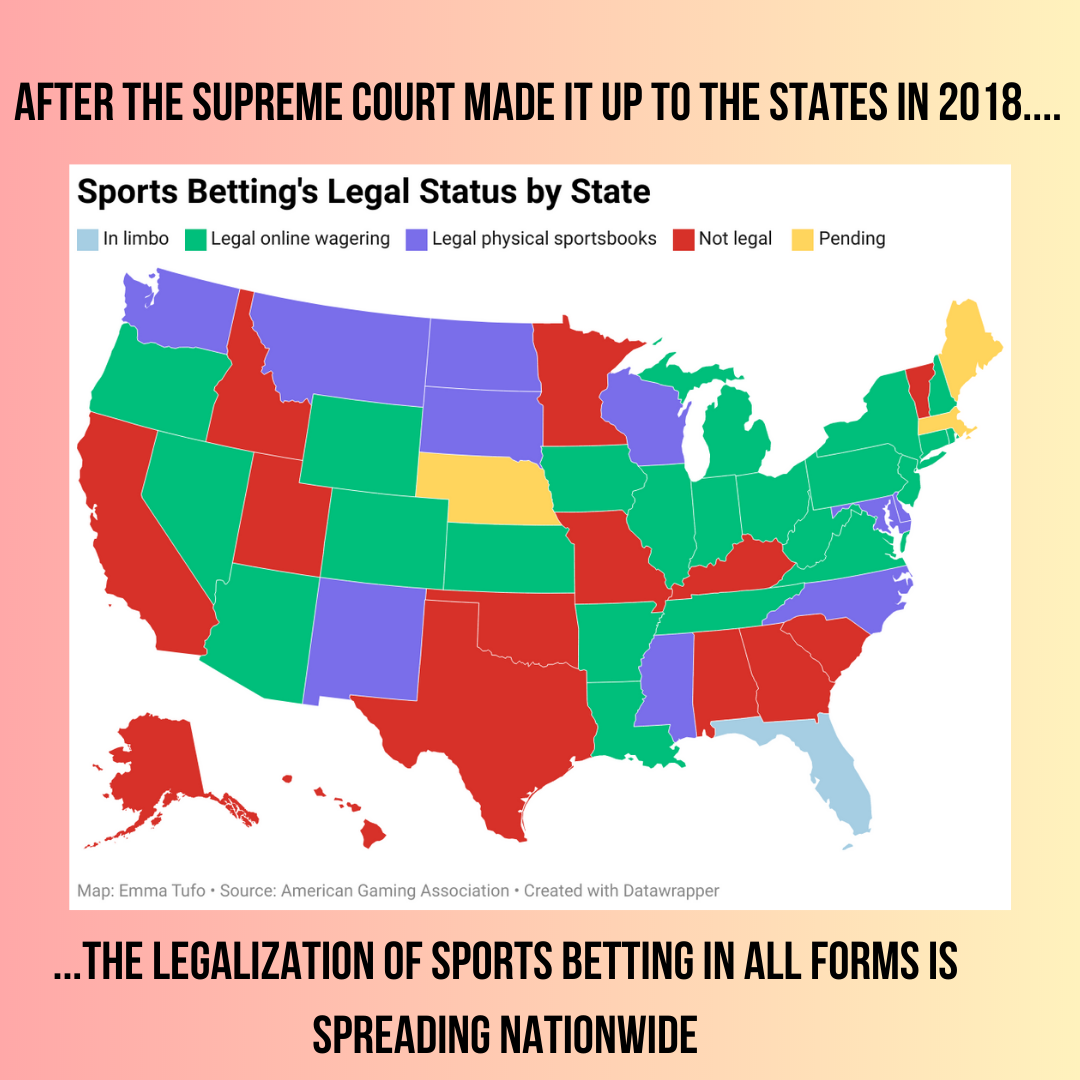 AFTER THE SUPREME COURT MADE IT UP TO THE STATES IN 2018....
Sports Betting's Legal Status by State
In limbo Legal online wagering Legal physical sportsbooks Not legal Pending
Map: Emma Tufo • Source: American Gaming Association • Created with Datawrapper
...THE LEGALIZATION OF SPORTS BETTING IN ALL FORMS IS
SPREADING NATIONWIDE